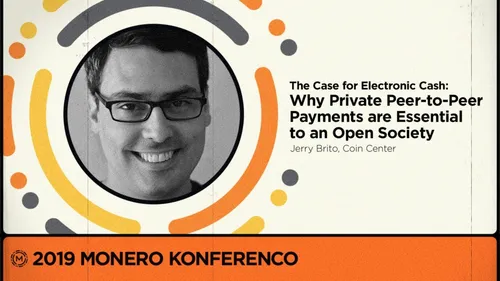 The Case for Electronic Cash:
Why Private Peer-to-Peer
Payments are Essential
to an Open Society
Jerry Brito, Coin Center
2019 MONERO KONFERENCO